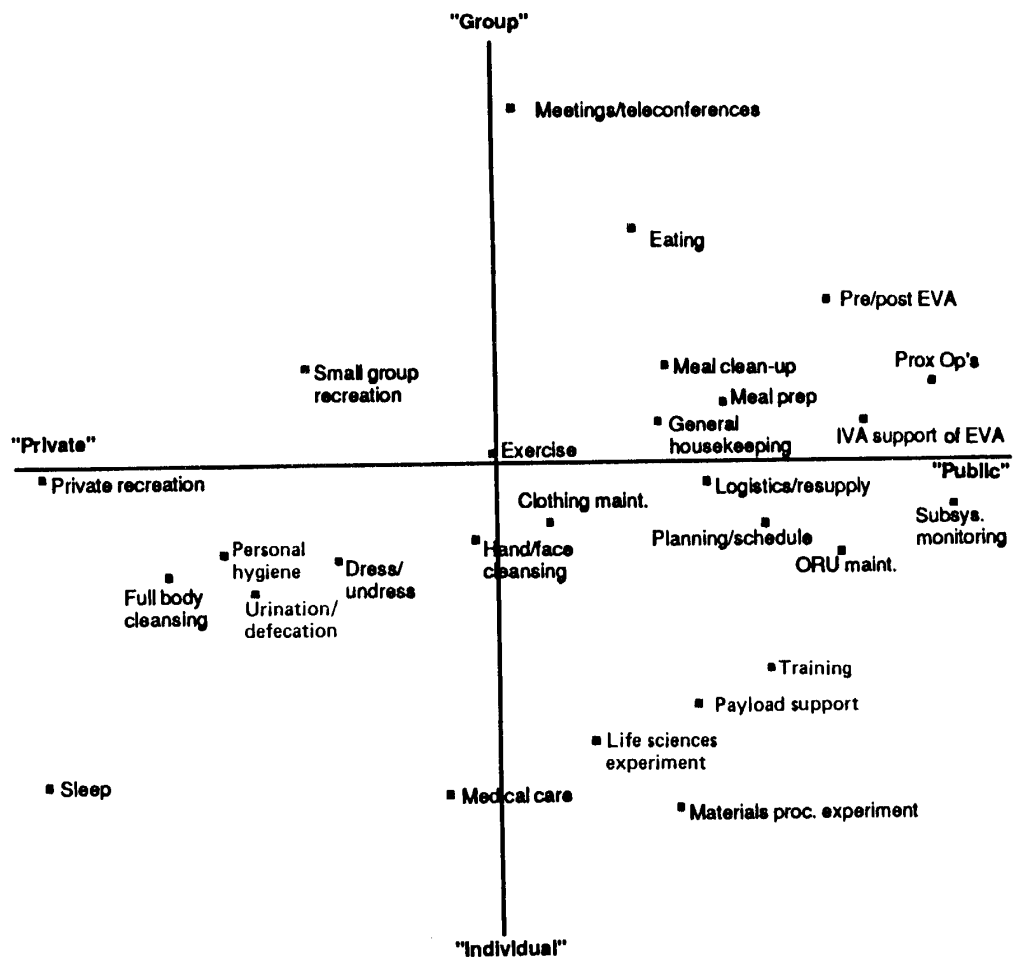 "Group"
Meetings/teleconferences
Eating
Pre/post EVA
Prox Op's
Small group
recreation
Meal clean-up
Meal prep
General
housekeeping
IVA support of EVA
"Private"
Exercise
"Public"
Private recreation
Logistics/resupply
Clothing maint.
Subsys.
monitoring
Planning/schedule
Hand/face
cleansing
ORU maint.
Personal
hygiene
Dress/
undress
Full body
cleansing
Urination/
defecation
Training
Payload support
Life sciences
experiment
Sleep
Medical care
Materials proc. experiment
"Individual"